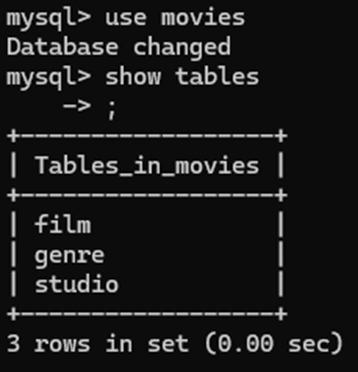 mysql> use movies
Database changed
mysql> show tables
    -> ;
+------------------+
| Tables_in_movies |
+------------------+
| film             |
| genre            |
| studio           |
+------------------+
3 rows in set (0.00 sec)